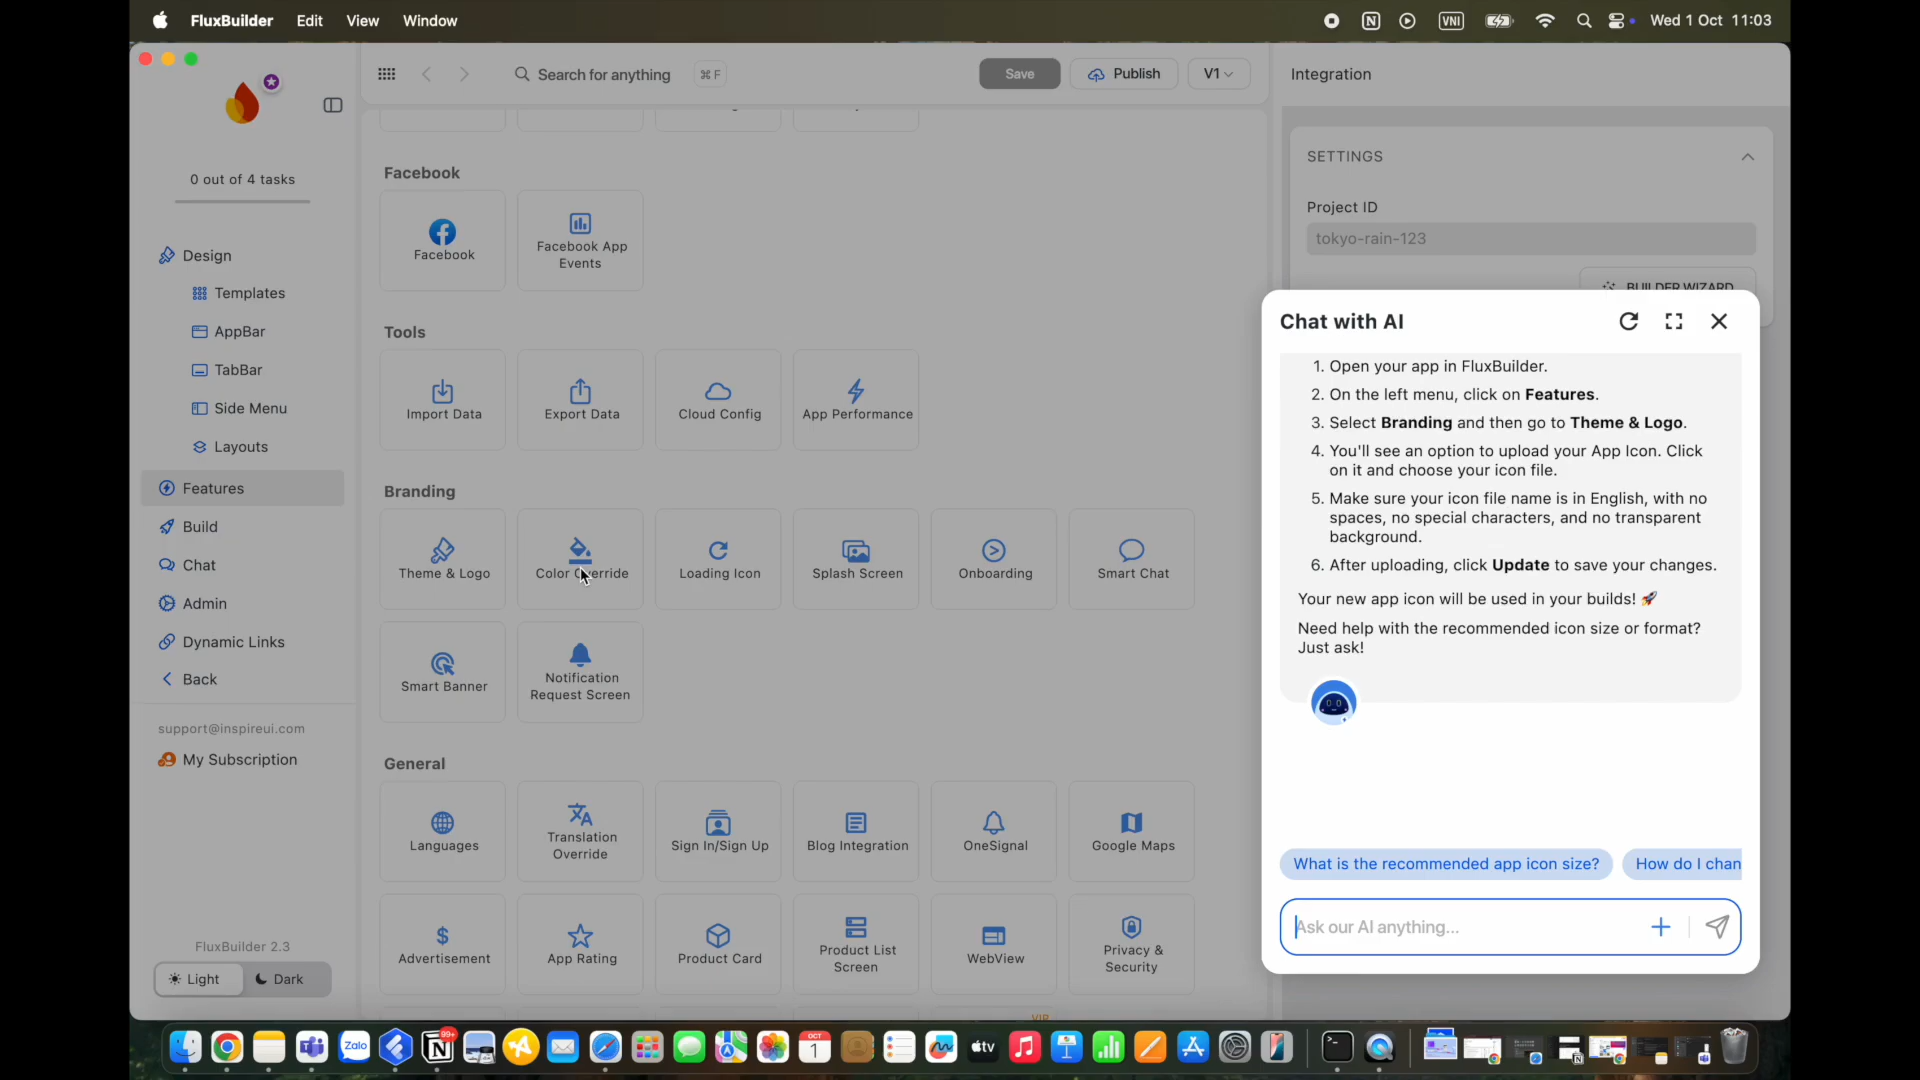 FluxBuilder Edit View Window
VNI
Wed 1 Oct 11:03
Search for anything ⌘ F
Save
Publish
V1
Integration
0 out of 4 tasks
Design
Templates
AppBar
TabBar
Side Menu
Layouts
Features
Build
Chat
Admin
Dynamic Links
Back
support@inspireui.com
My Subscription
FluxBuilder 2.3
Light
Dark
Facebook
Facebook
Facebook App
Events
Tools
Import Data
Export Data
Cloud Config
App Performance
Branding
Theme & Logo
Color Override
Loading Icon
Splash Screen
Onboarding
Smart Chat
Smart Banner
Notification
Request Screen
General
Languages
Translation
Override
Sign In/Sign Up
Blog Integration
OneSignal
Google Maps
Advertisement
App Rating
Product Card
Product List
Screen
WebView
Privacy &
Security
VIP
SETTINGS
Project ID
tokyo-rain-123
BUILDER WIZARD
Chat with AI
1. Open your app in FluxBuilder.
2. On the left menu, click on Features.
3. Select Branding and then go to Theme & Logo.
4. You'll see an option to upload your App Icon. Click
on it and choose your icon file.
5. Make sure your icon file name is in English, with no
spaces, no special characters, and no transparent
background.
6. After uploading, click Update to save your changes.
Your new app icon will be used in your builds! 🚀
Need help with the recommended icon size or format?
Just ask!
What is the recommended app icon size?
How do I chan
Ask our AI anything...
Zalo
99+
OCT
1
tv